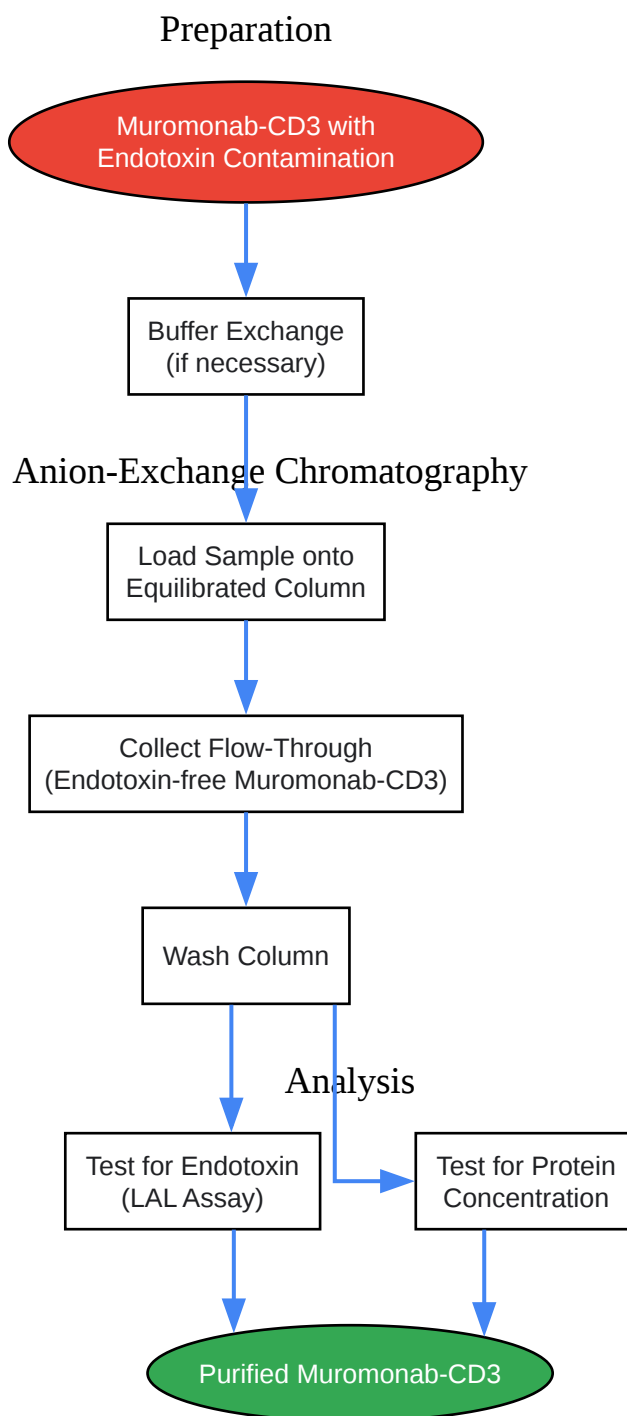 Preparation
Muromonab-CD3 with
Endotoxin Contamination
Buffer Exchange
(if necessary)
Anion-Exchange Chromatography
Load Sample onto
Equilibrated Column
Collect Flow-Through
(Endotoxin-free Muromonab-CD3)
Wash Column
Analysis
Test for Endotoxin
(LAL Assay)
Test for Protein
Concentration
Purified Muromonab-CD3